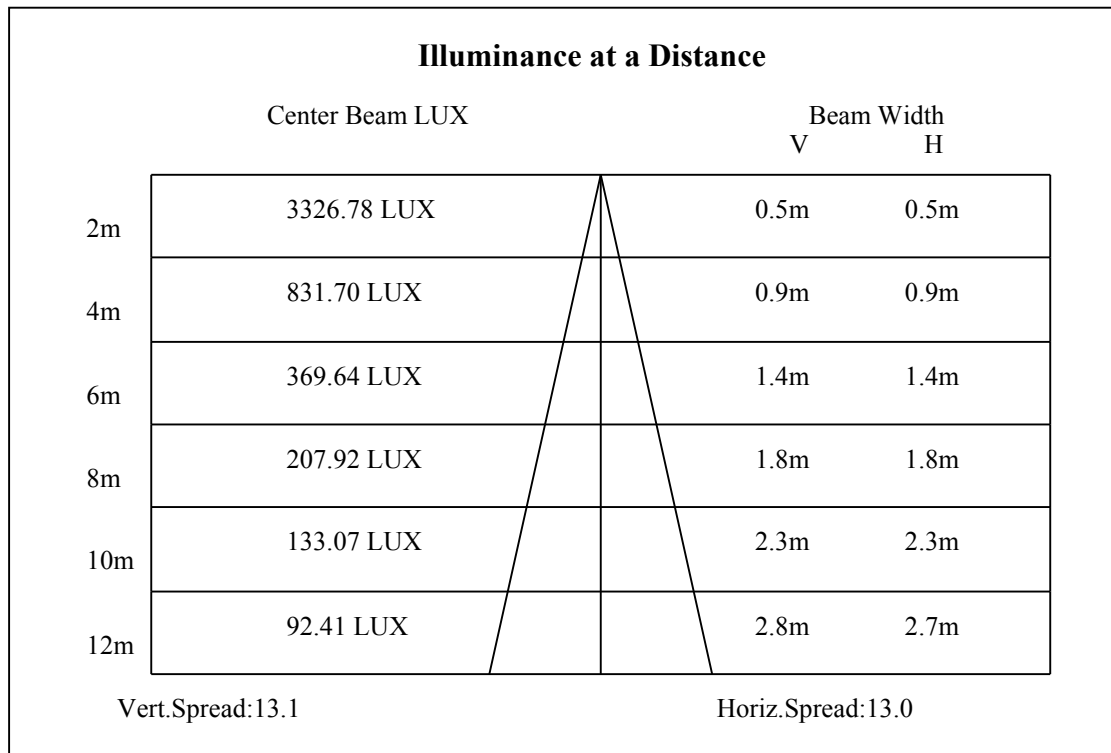 Illuminance at a Distance
Center Beam LUX Beam Width
V H
2m 3326.78 LUX 0.5m 0.5m
4m 831.70 LUX 0.9m 0.9m
6m 369.64 LUX 1.4m 1.4m
8m 207.92 LUX 1.8m 1.8m
10m 133.07 LUX 2.3m 2.3m
12m 92.41 LUX 2.8m 2.7m
Vert.Spread:13.1 Horiz.Spread:13.0